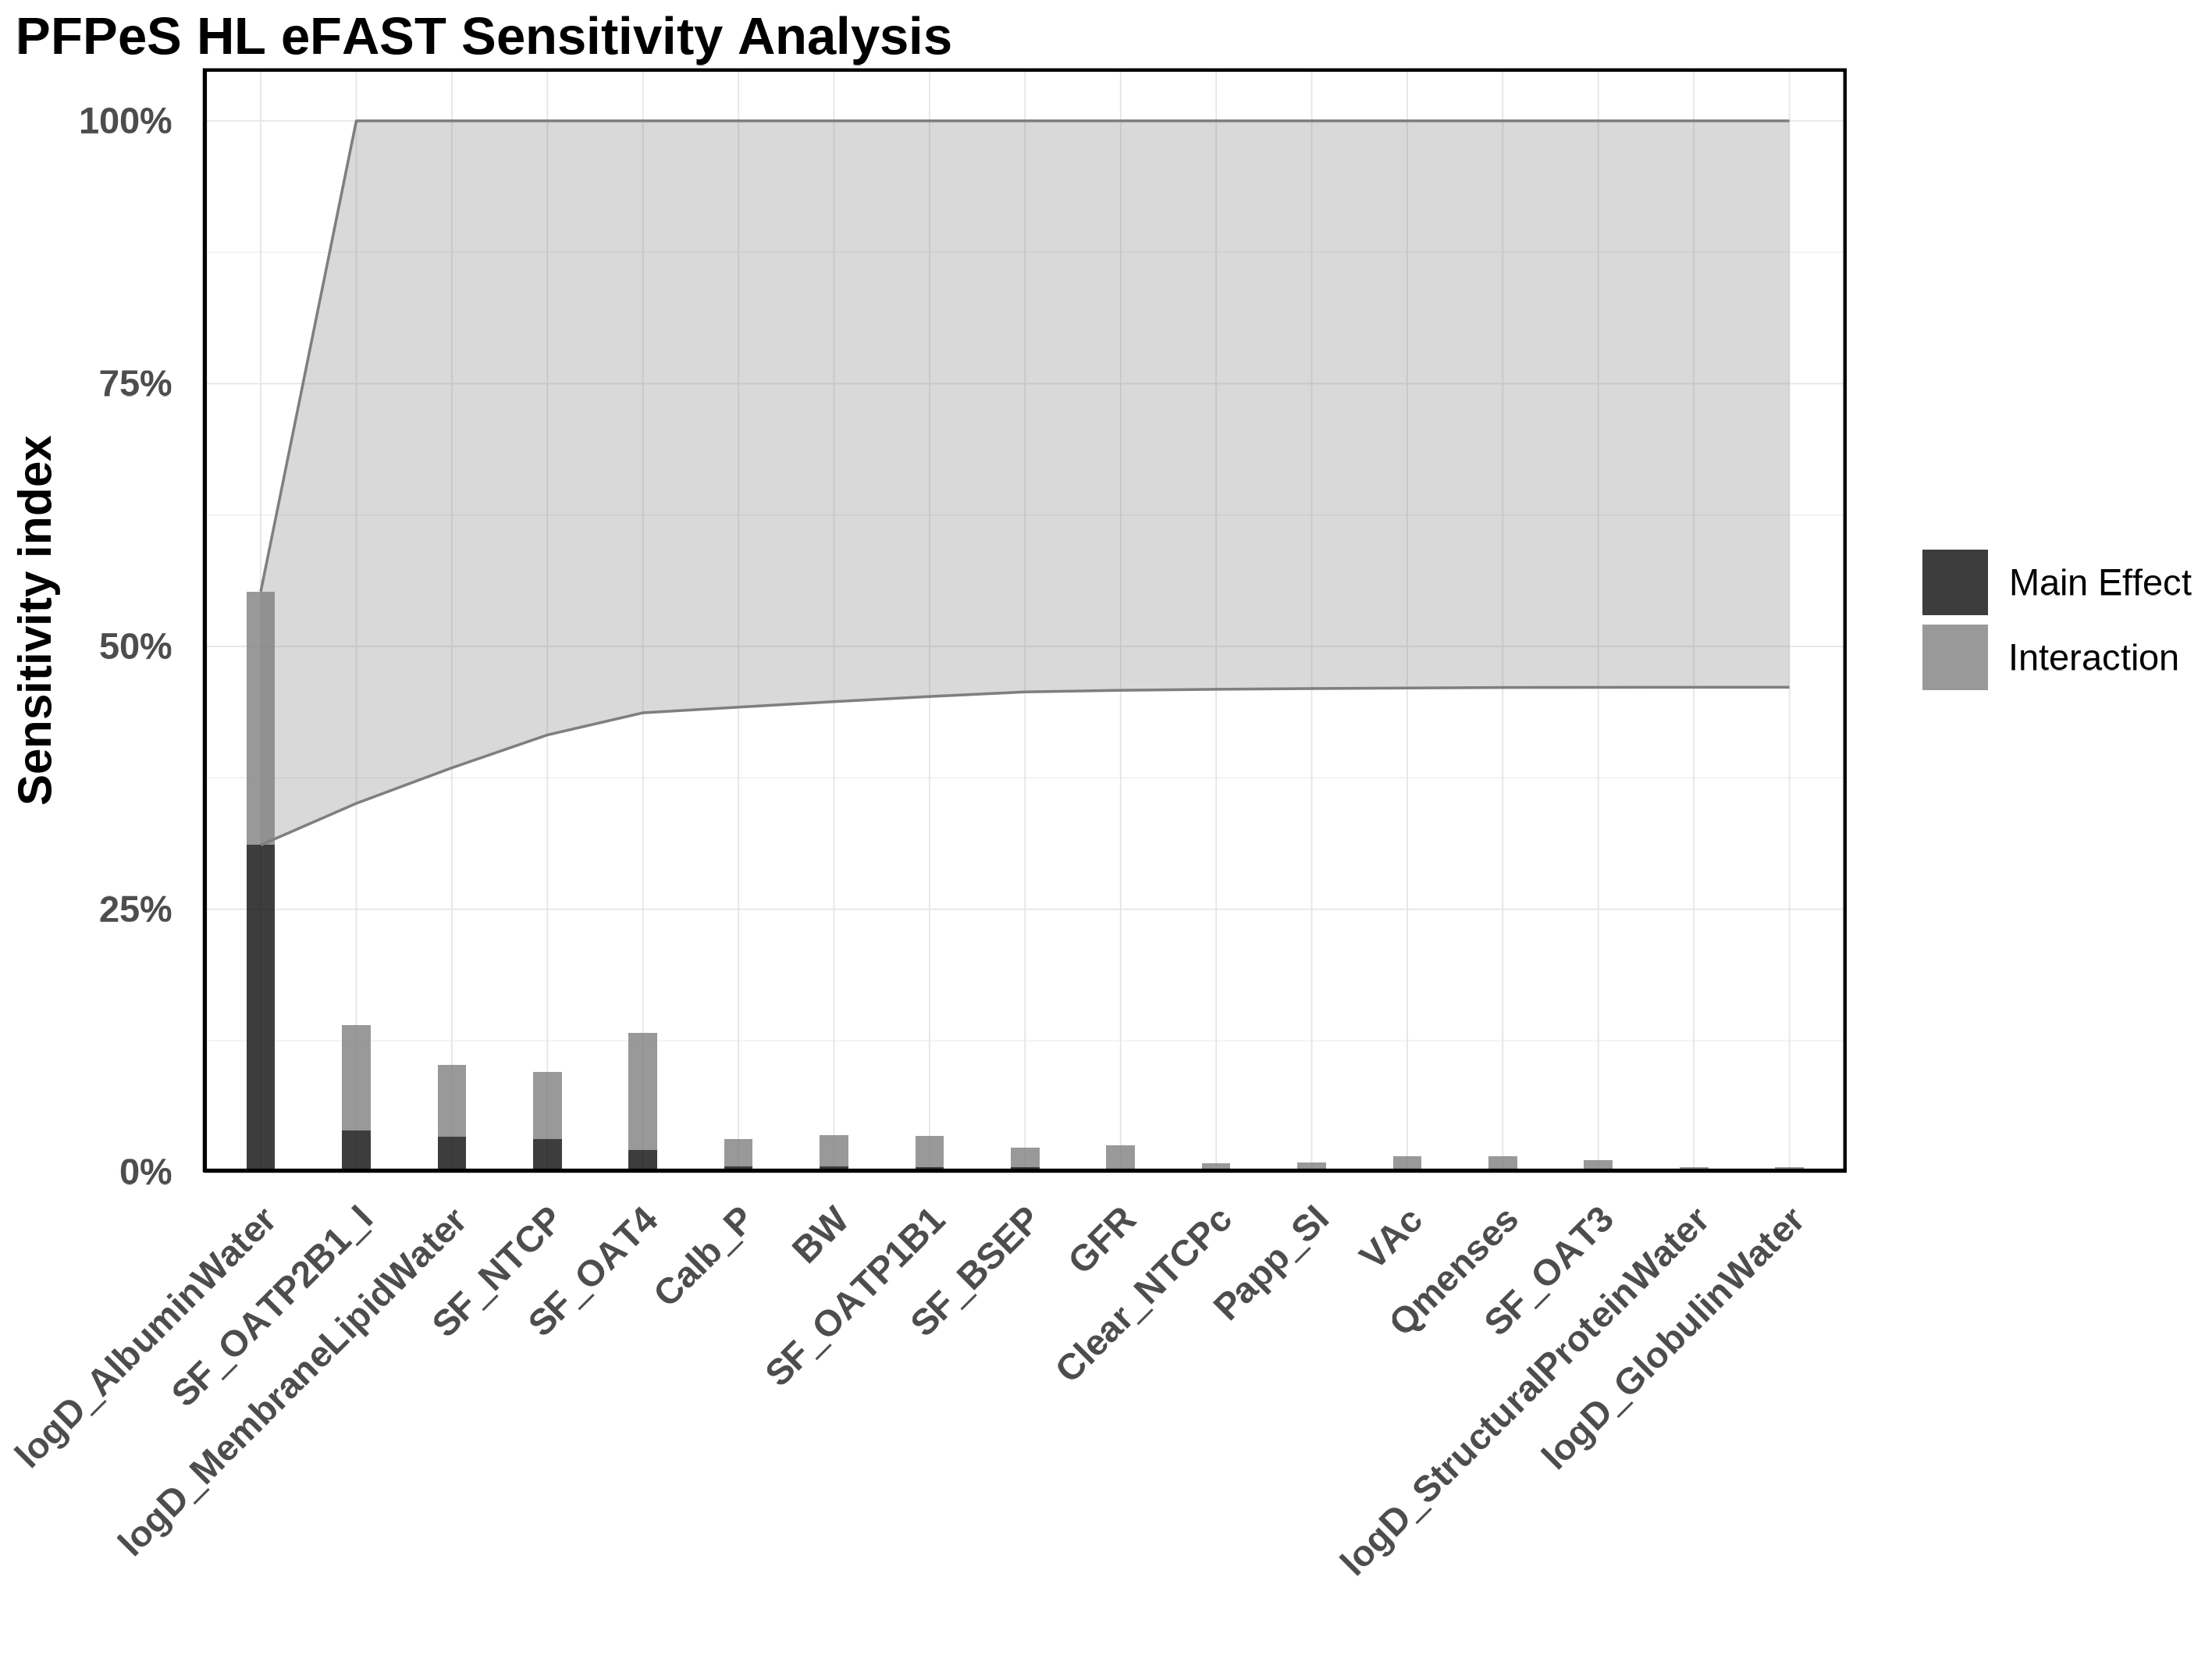 PFPeS HL eFAST Sensitivity Analysis
Sensitivity index
100%
75%
50%
25%
0%
logD_AlbuminWater
SF_OATP2B1_I
logD_MembraneLipidWater
SF_NTCP
SF_OAT4
Calb_P
BW
SF_OATP1B1
SF_BSEP
GFR
Clear_NTCPc
Papp_SI
VAc
Qmenses
SF_OAT3
logD_StructuralProteinWater
logD_GlobulinWater
Main Effect
Interaction